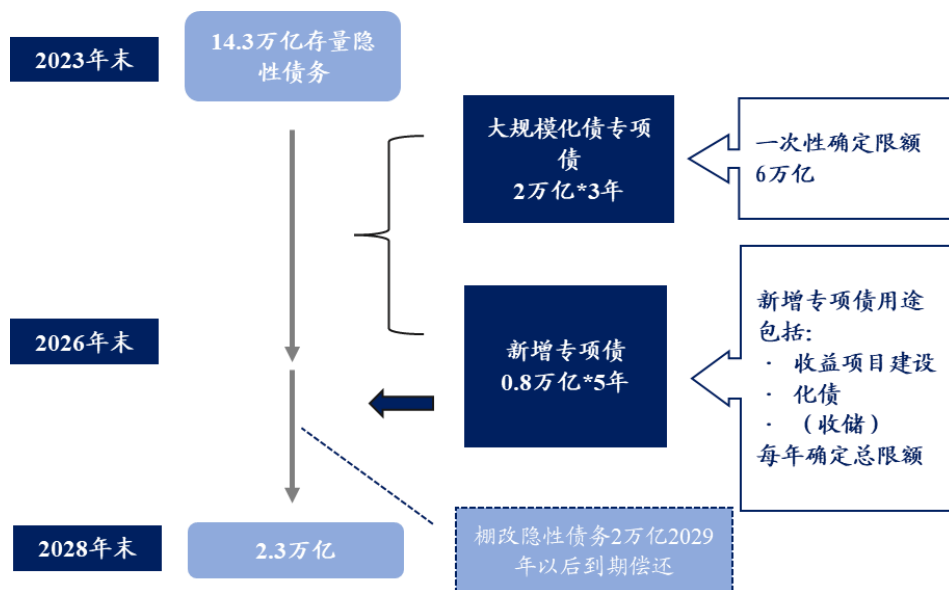 2023年末
14.3万亿存量隐
性债务
大规模化债专项
债
2万亿*3年
一次性确定限额
6万亿
2026年末
新增专项债
0.8万亿*5年
新增专项债用途
包括:
· 收益项目建设
· 化债
· （收储）
每年确定总限额
2028年末
2.3万亿
棚改隐性债务2万亿2029
年以后到期偿还